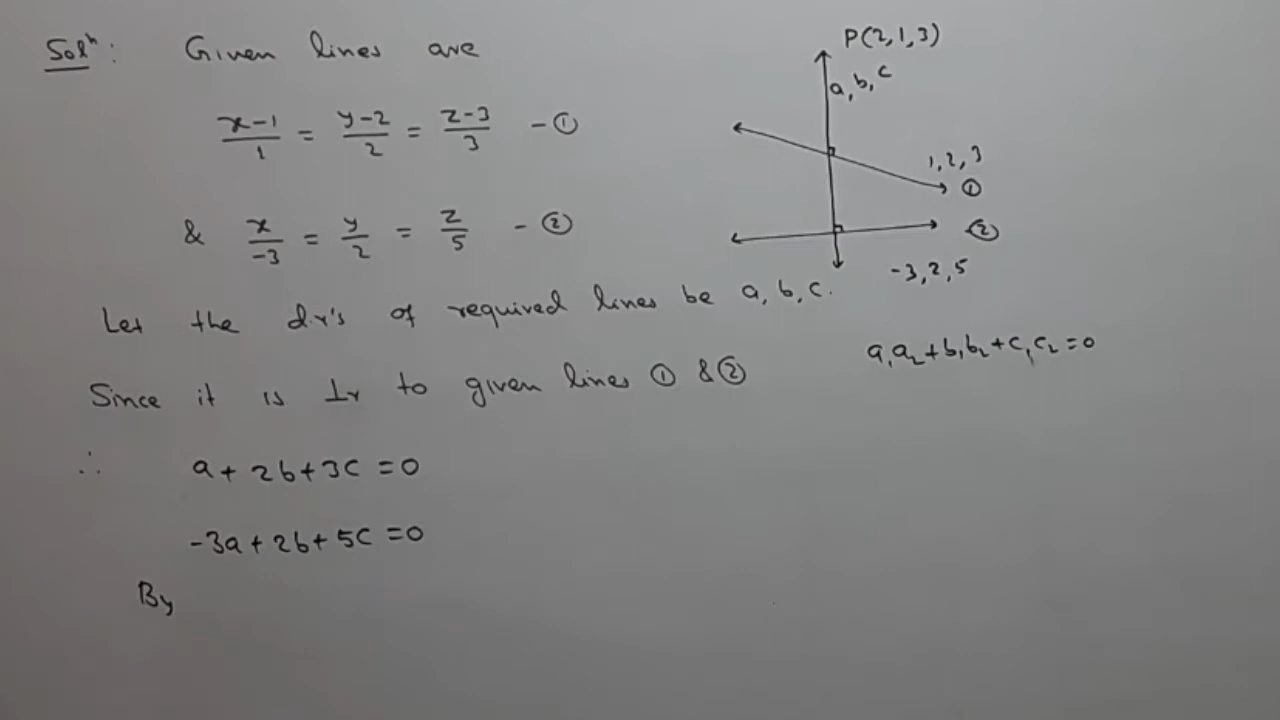 Solⁿ: Given lines are
x-1/1 = y-2/2 = z-3/3 - ①
& x/-3 = y/2 = z/5 - ②
Let the d.r's of required lines be a, b, c.
Since it is ⊥r to given lines ① & ②
∴ a + 2b + 3c = 0
-3a + 2b + 5c = 0
By
P(2, 1, 3)
a, b, c
1, 2, 3
①
②
-3, 2, 5
a₁a₂ + b₁b₂ + c₁c₂ = 0